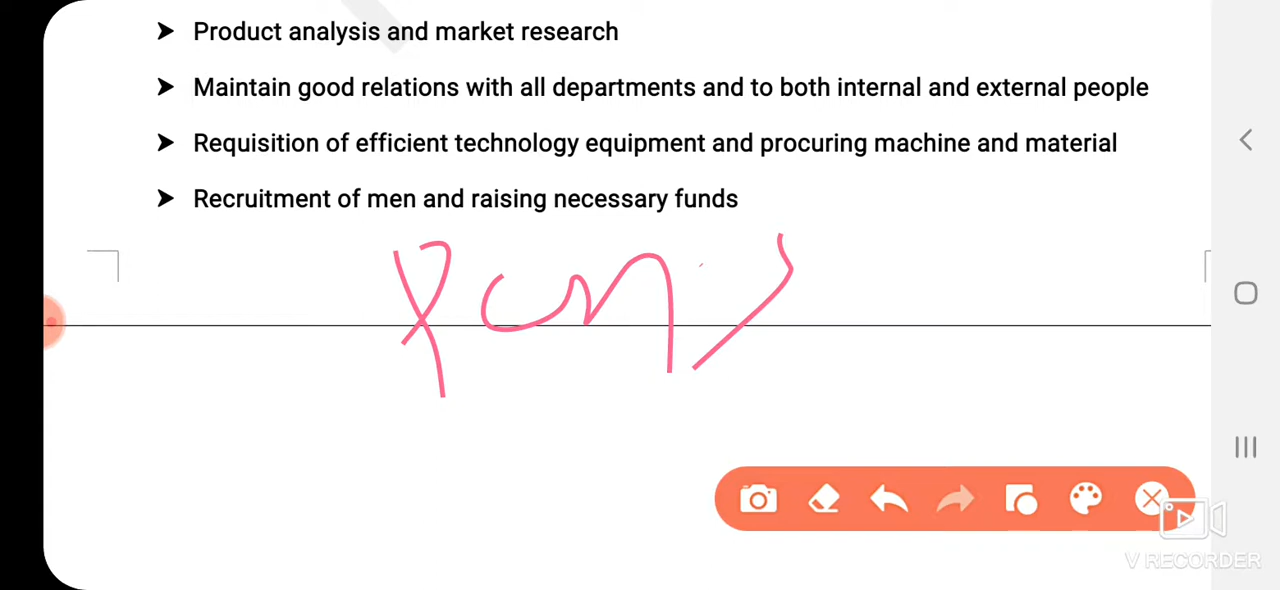 ➤ Product analysis and market research
➤ Maintain good relations with all departments and to both internal and external people
➤ Requisition of efficient technology equipment and procuring machine and material
➤ Recruitment of men and raising necessary funds
V RECORDER